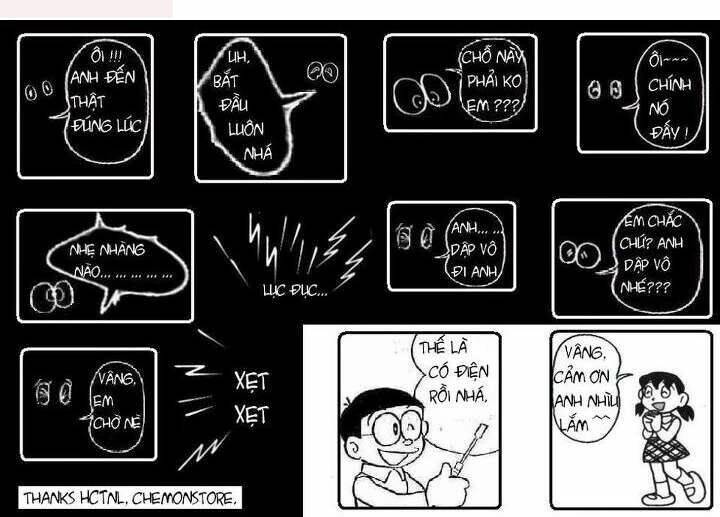 ÔI !!!
ANH ĐẾN
THẬT
ĐÚNG LÚC
UH,
BẮT
ĐẦU
LUÔN
NHÁ
CHỖ NÀY
PHẢI KO
EM ???
ÔI~~~
CHÍNH
NÓ
ĐẤY !
NHẸ NHÀNG
NÀO... ... ... ... ...
LỤC ĐỤC...
ANH... ...
DẬP VÔ
ĐI ANH.
EM CHẮC
CHỨ? ANH
DẬP VÔ
NHÉ???
VÂNG,
EM
CHỜ NÈ
XẸT
XẸT
THẾ LÀ
CÓ ĐIỆN
RỒI NHÁ.
VÂNG,
CẢM ƠN
ANH NHÌU
LẮM ^^
THANKS HCTNL, CHEMONSTORE.